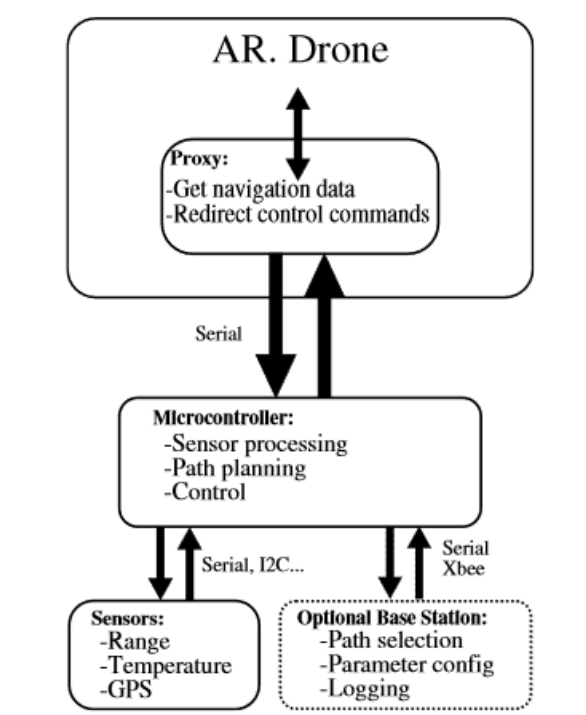 AR. Drone
Proxy:
-Get navigation data
-Redirect control commands
Serial
Microcontroller:
-Sensor processing
-Path planning
-Control
Serial, I2C...
Serial
Xbee
Sensors:
-Range
-Temperature
-GPS
Optional Base Station:
-Path selection
-Parameter config
-Logging